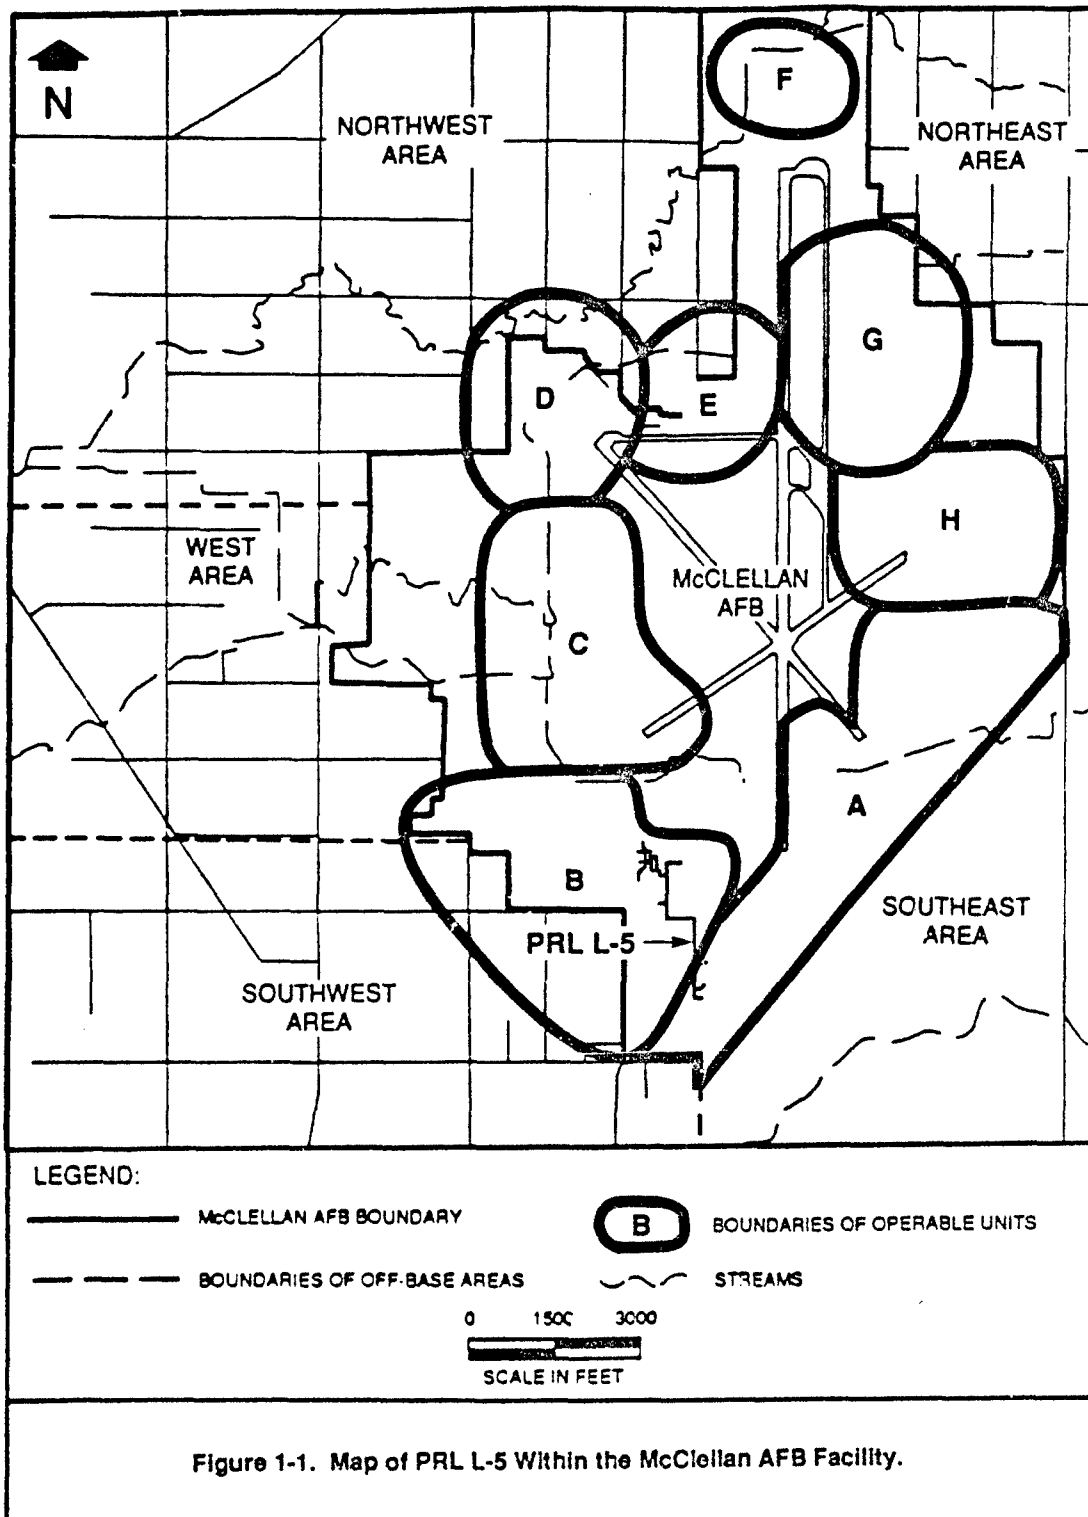 N
F
NORTHWEST
AREA
NORTHEAST
AREA
G
D
E
H
WEST
AREA
McCLELLAN
AFB
C
A
B
SOUTHEAST
AREA
PRL L-5
SOUTHWEST
AREA
LEGEND:
McCLELLAN AFB BOUNDARY
B
BOUNDARIES OF OPERABLE UNITS
BOUNDARIES OF OFF-BASE AREAS
STREAMS
0 1500 3000
SCALE IN FEET
Figure 1-1. Map of PRL L-5 Within the McClellan AFB Facility.